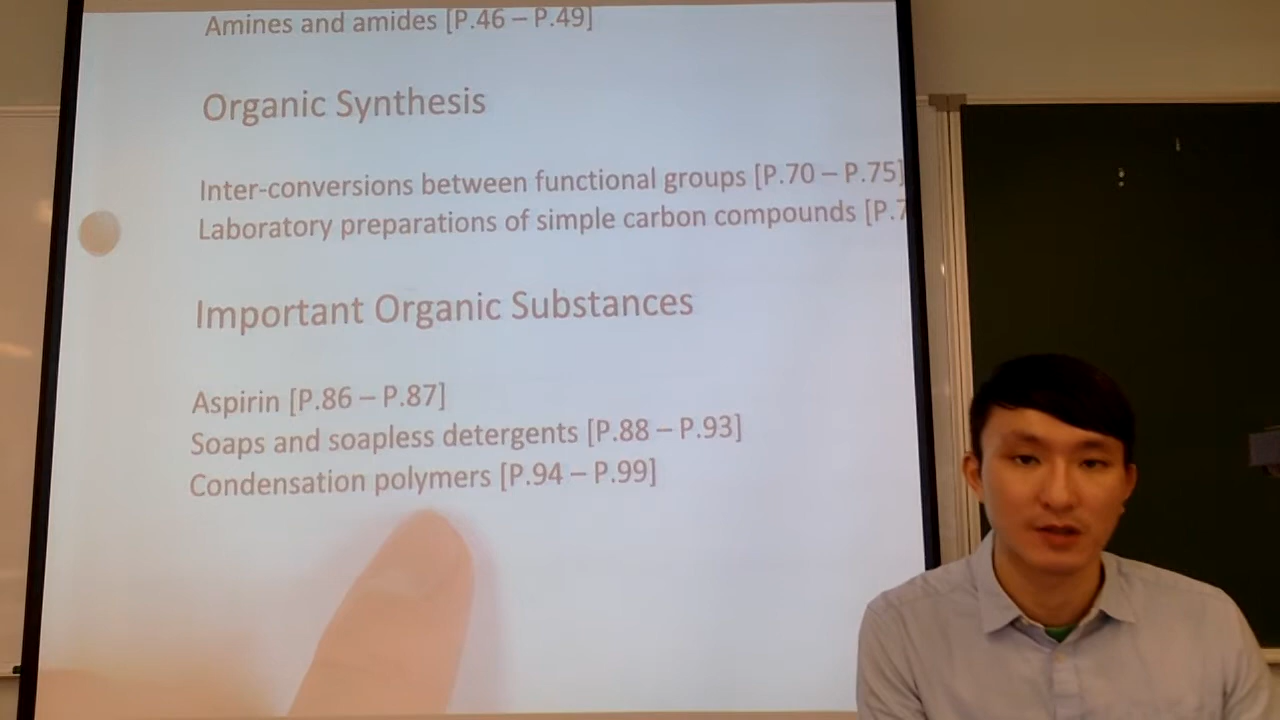 Amines and amides [P.46 – P.49]
Organic Synthesis
Inter-conversions between functional groups [P.70 – P.75]
Laboratory preparations of simple carbon compounds [P.7
Important Organic Substances
Aspirin [P.86 – P.87]
Soaps and soapless detergents [P.88 – P.93]
Condensation polymers [P.94 – P.99]